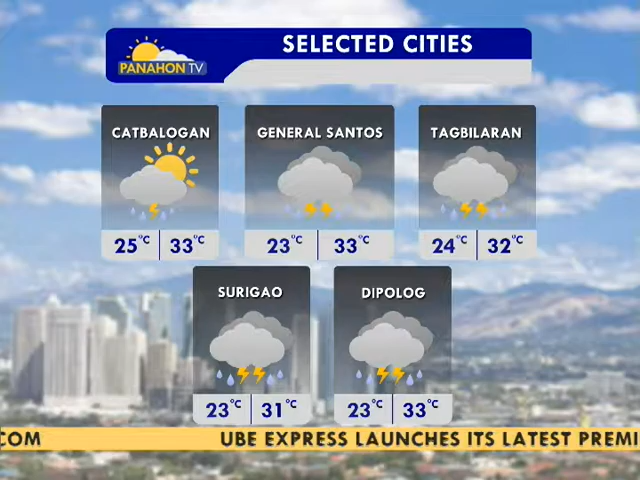 SELECTED CITIES
PANAHON TV
CATBALOGAN
25°C 33°C
GENERAL SANTOS
23°C 33°C
TAGBILARAN
24°C 32°C
SURIGAO
23°C 31°C
DIPOLOG
23°C 33°C
.COM UBE EXPRESS LAUNCHES ITS LATEST PREMI